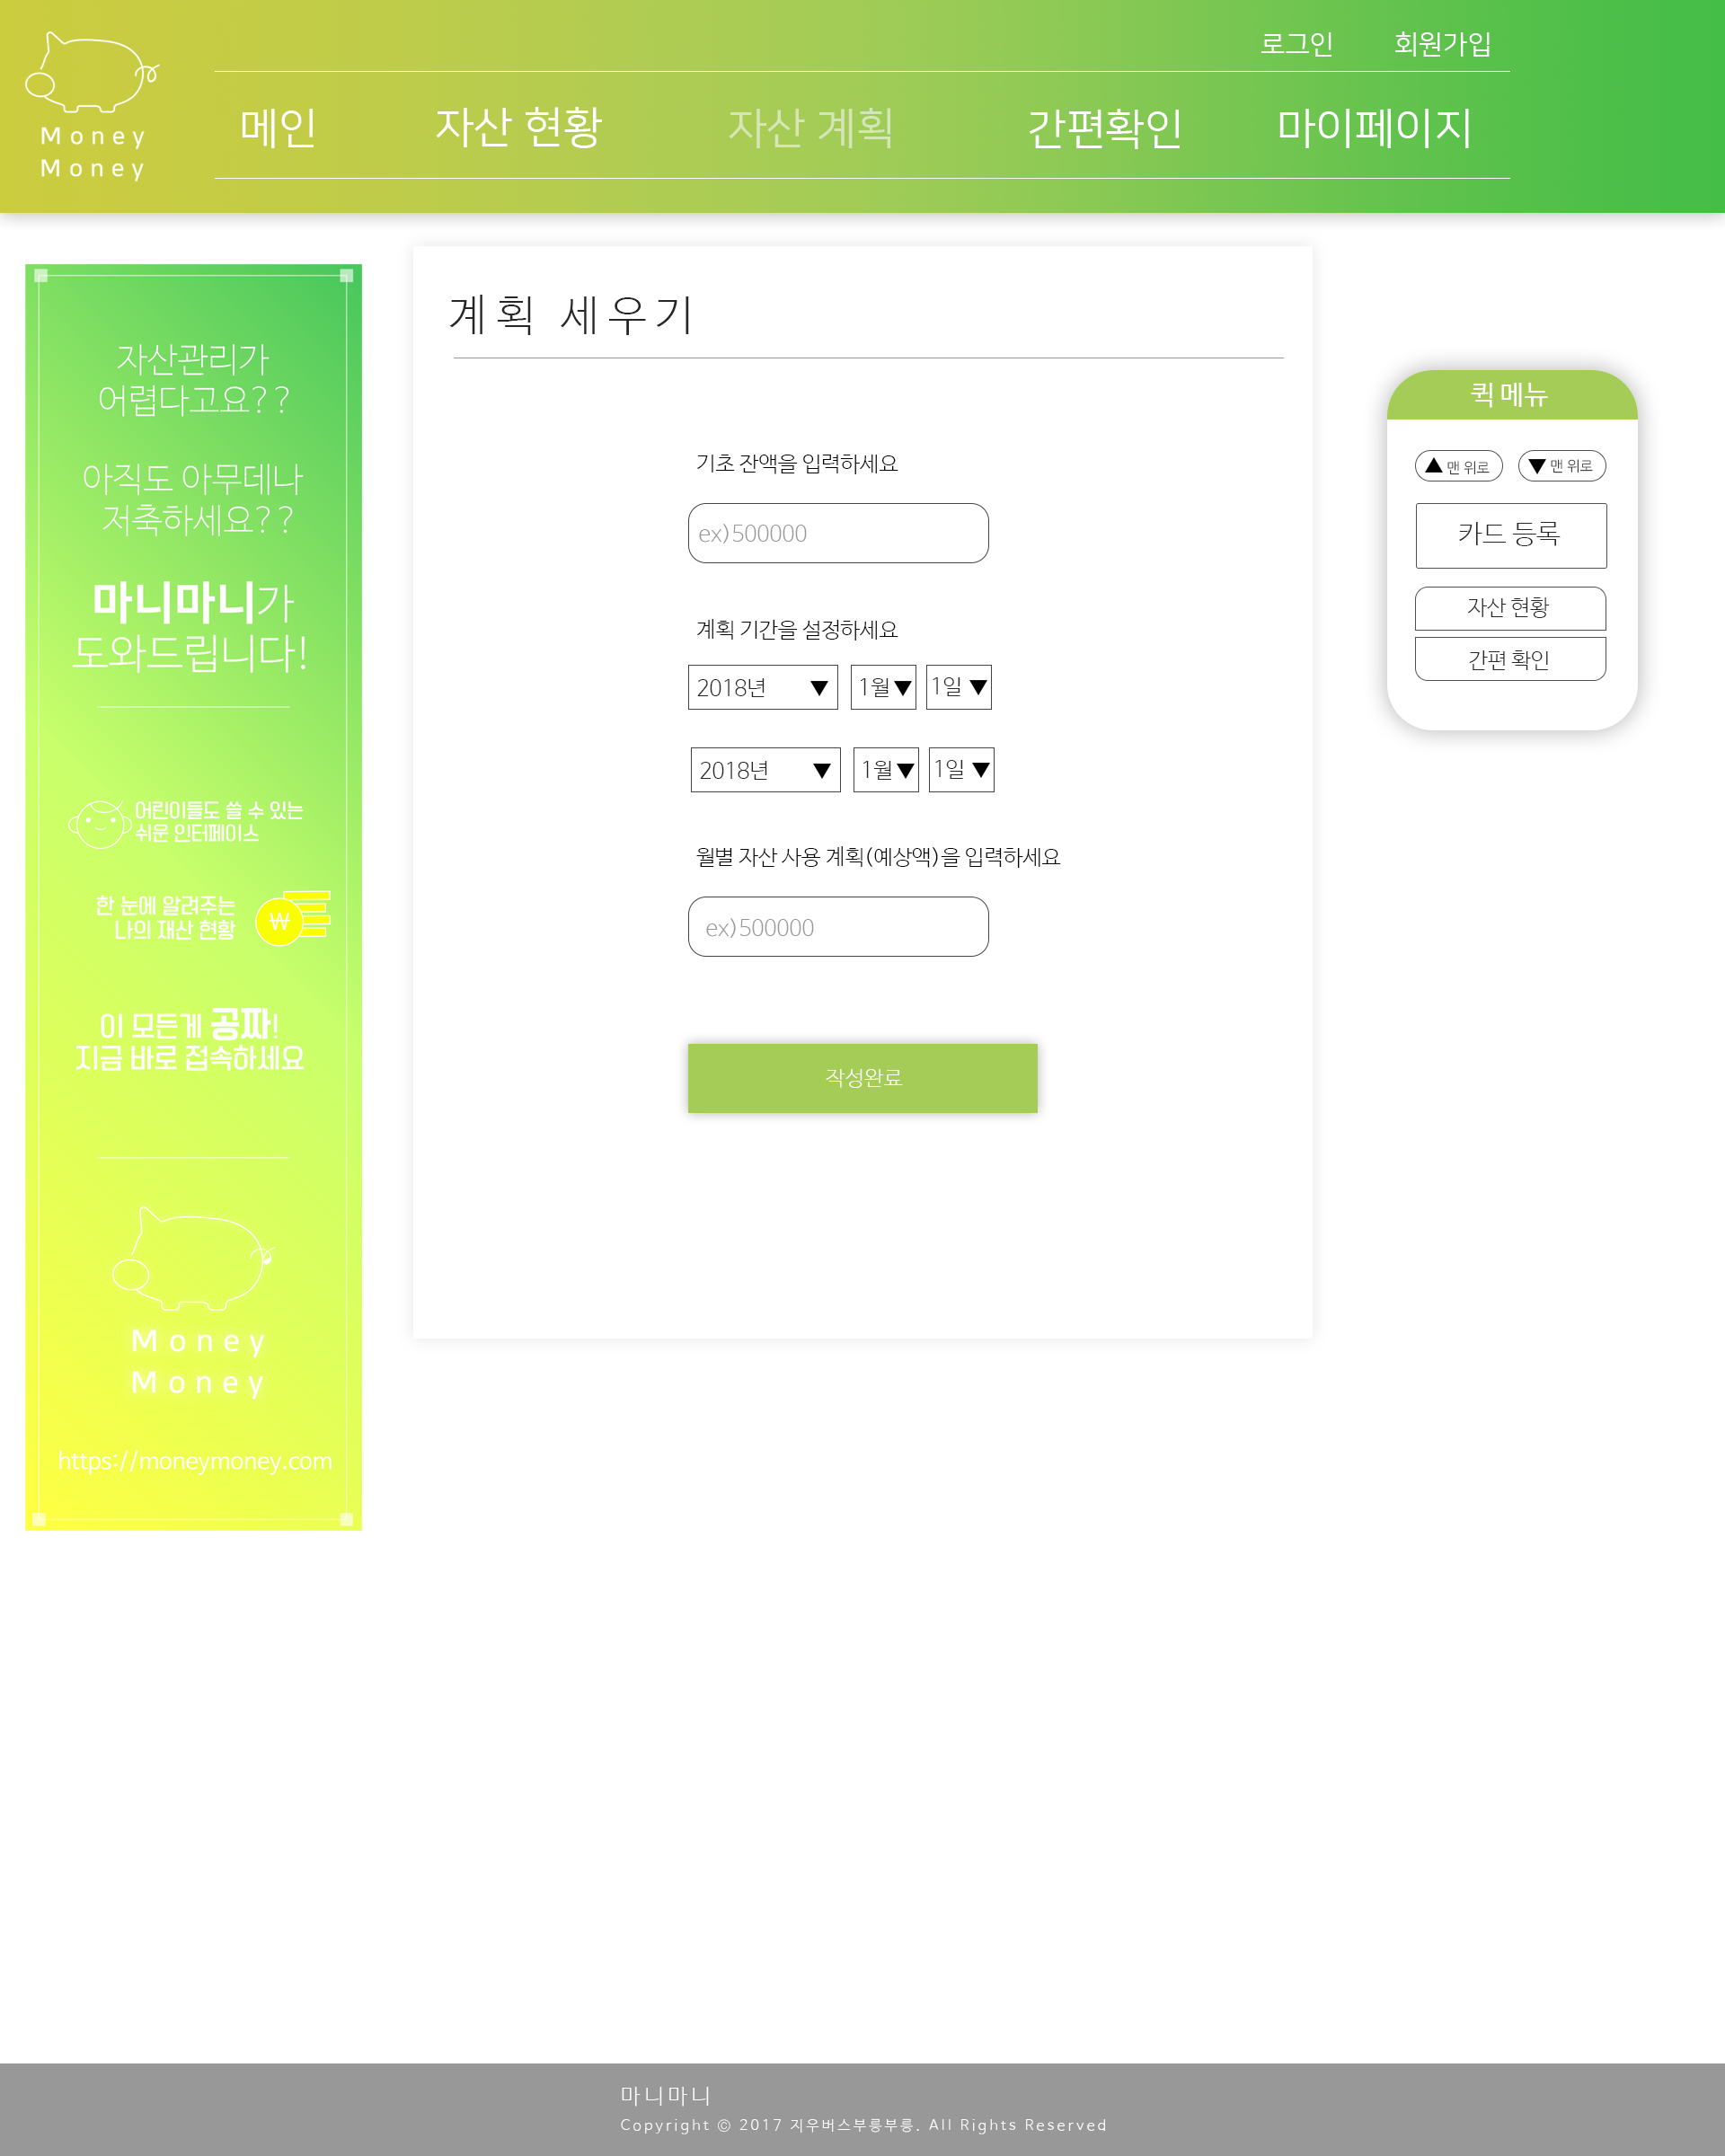 로그인 회원가입
Money
Money
메인 자산 현황 자산 계획 간편확인 마이페이지
자산관리가
어렵다고요??
아직도 아무데나
저축하세요??
마니마니가
도와드립니다!
어린이들도 쓸 수 있는
쉬운 인터페이스
한 눈에 알려주는
나의 재산 현황
₩
이 모든게 공짜!
지금 바로 접속하세요
Money
Money
https://moneymoney.com
계획 세우기
기초 잔액을 입력하세요
ex)500000
계획 기간을 설정하세요
2018년 ▼ 1월▼ 1일 ▼
2018년 ▼ 1월▼ 1일 ▼
월별 자산 사용 계획(예상액)을 입력하세요
ex)500000
작성완료
퀵 메뉴
▲ 맨 위로 ▼ 맨 위로
카드 등록
자산 현황
간편 확인
마니마니
Copyright © 2017 지우버스부릉부릉. All Rights Reserved